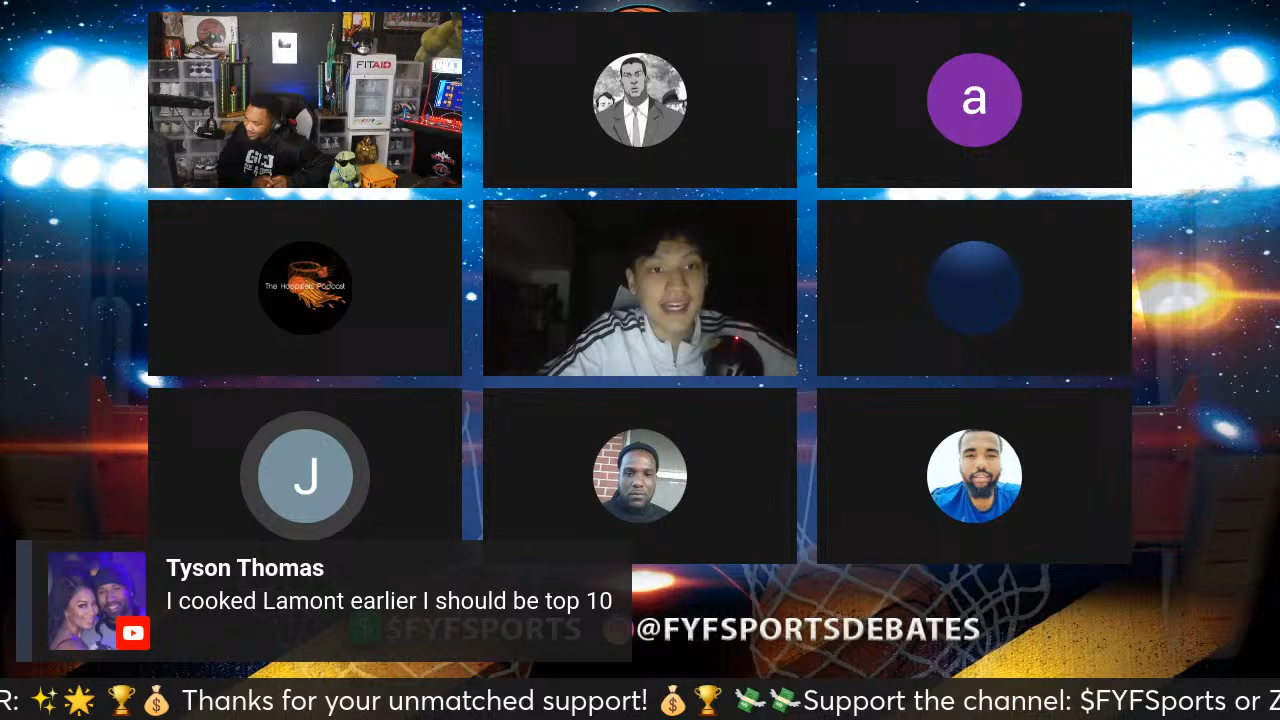 FITAID
a
The Hoopsters Podcast
J
Tyson Thomas
I cooked Lamont earlier I should be top 10
$FYFSPORTS
@FYFSPORTSDEBATES
R: ✨🌟 🏆💰 Thanks for your unmatched support! 💰🏆 💸💸Support the channel: $FYFSports or Z